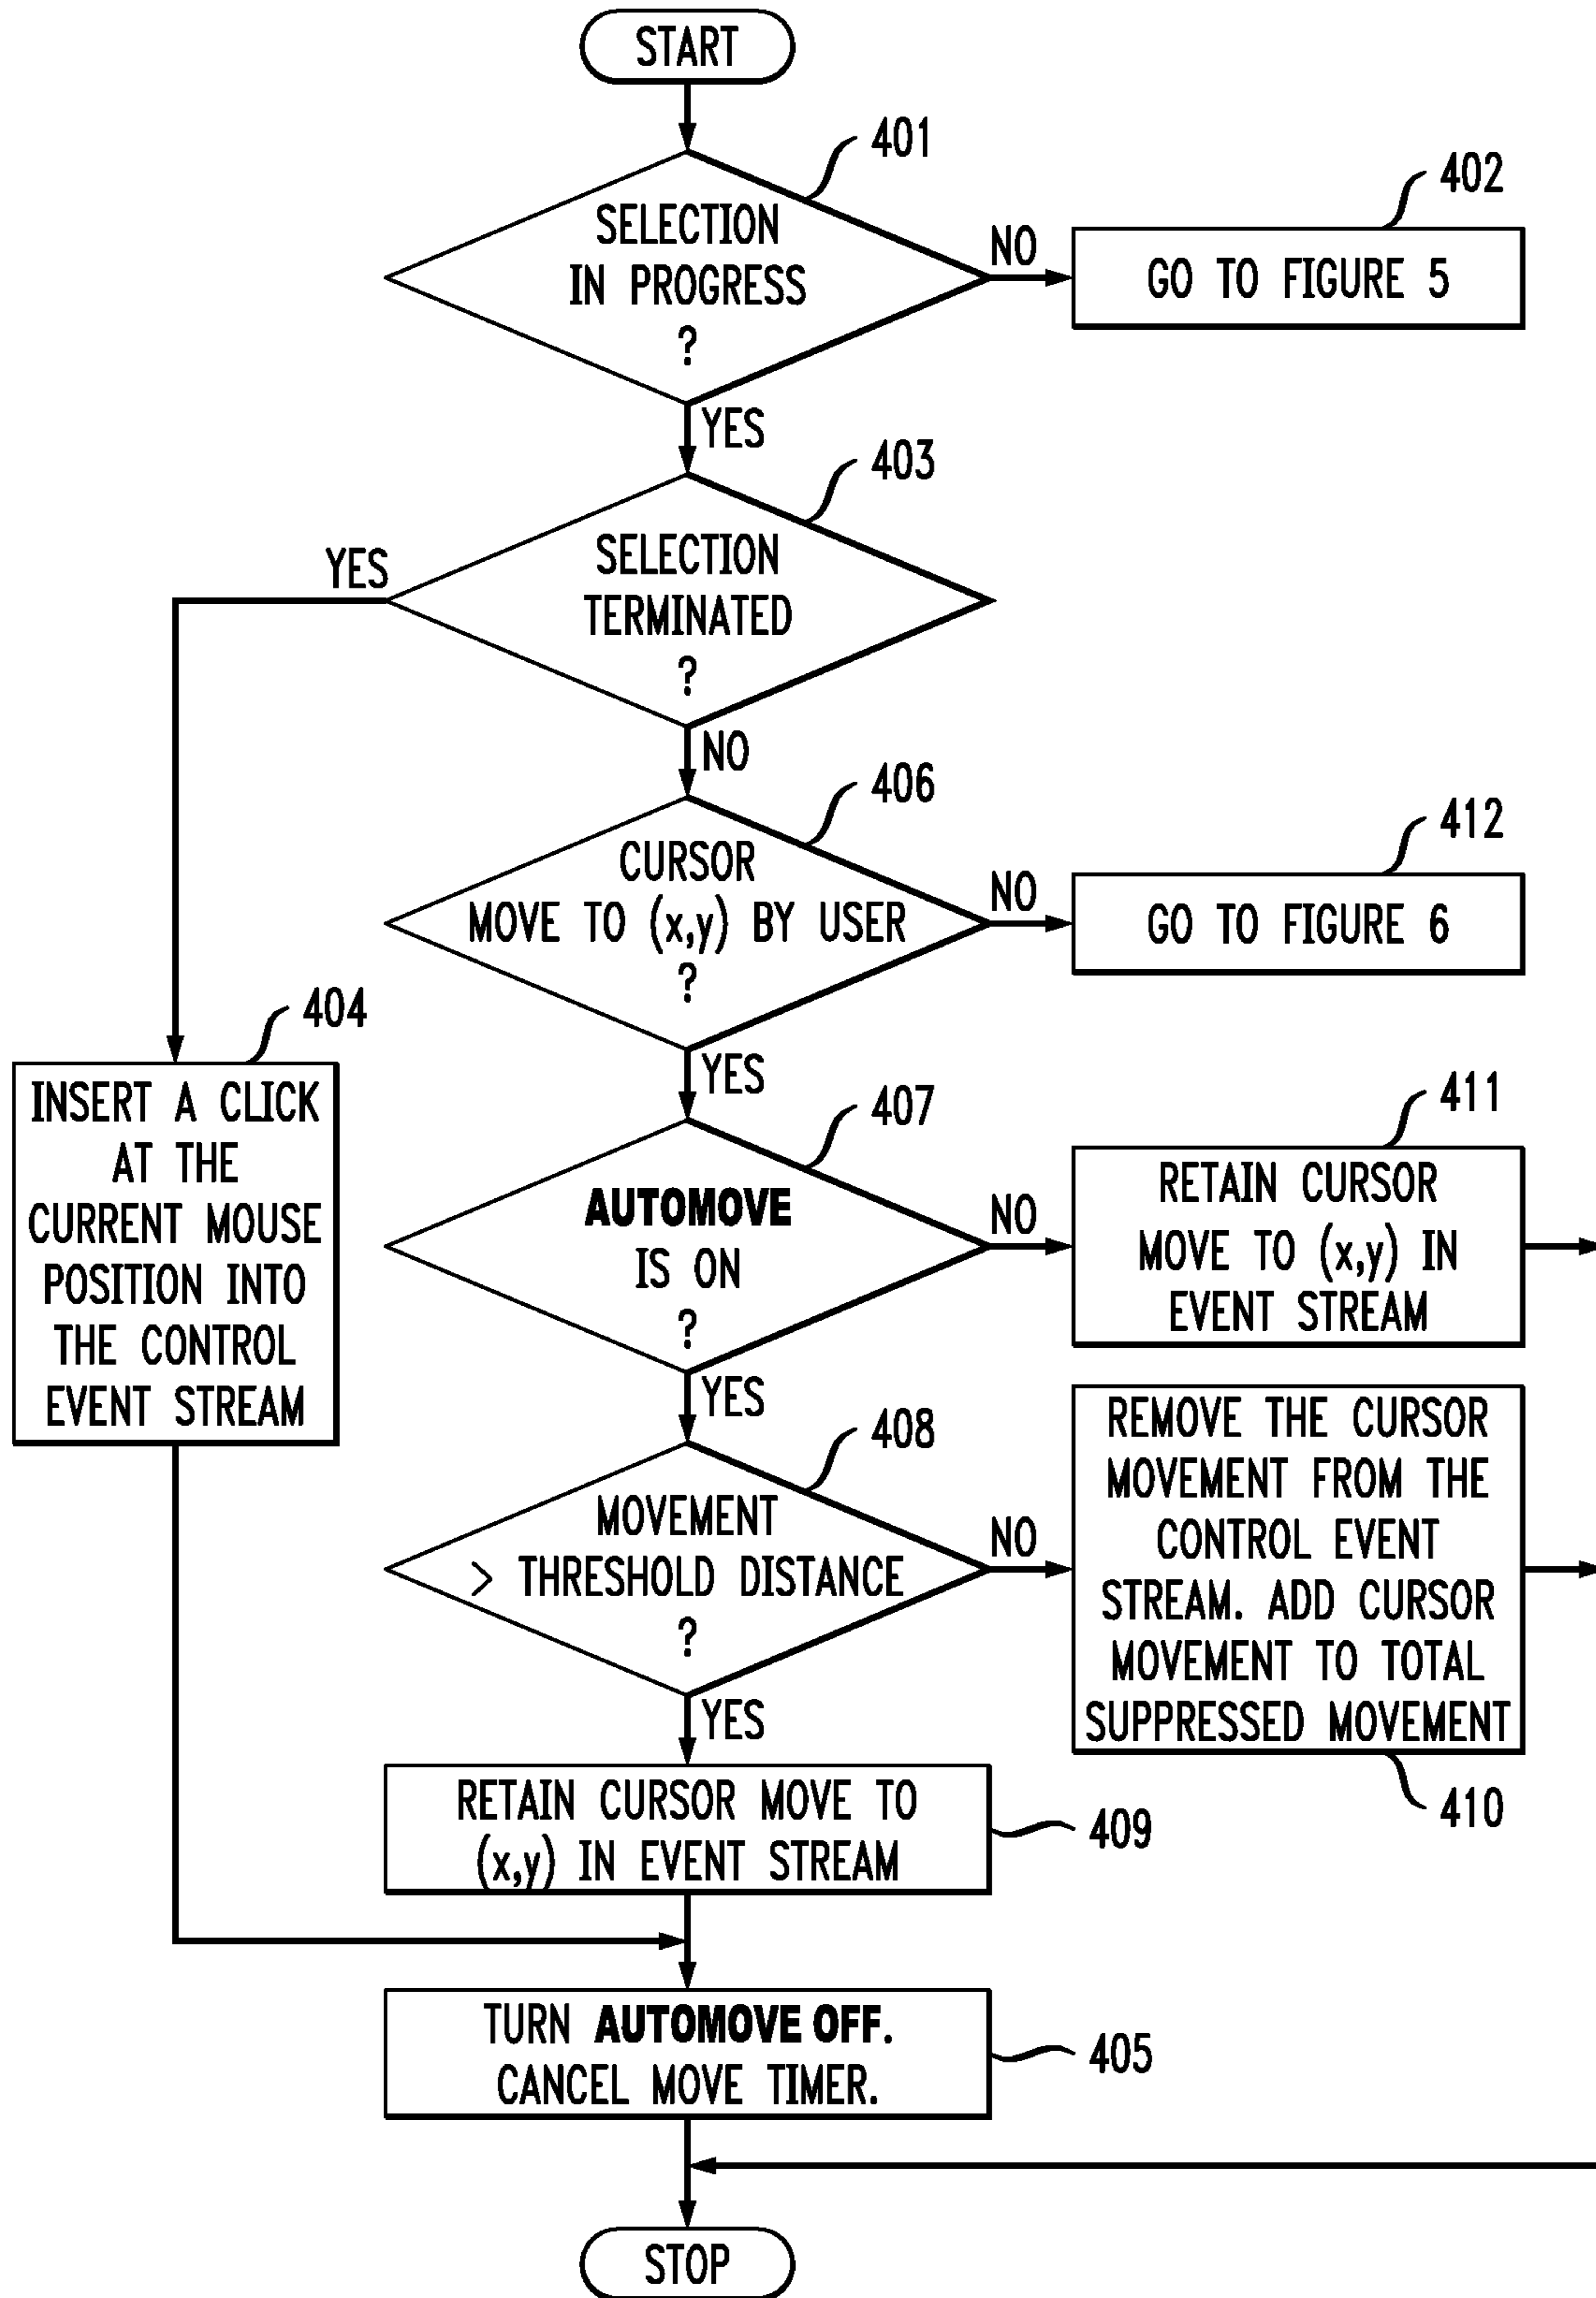 START
401
SELECTION
IN PROGRESS
?
NO
402
GO TO FIGURE 5
YES
403
SELECTION
TERMINATED
?
YES
NO
406
CURSOR
MOVE TO (x,y) BY USER
?
NO
412
GO TO FIGURE 6
404
INSERT A CLICK
AT THE
CURRENT MOUSE
POSITION INTO
THE CONTROL
EVENT STREAM
YES
407
AUTOMOVE
IS ON
?
NO
411
RETAIN CURSOR
MOVE TO (x,y) IN
EVENT STREAM
YES
408
MOVEMENT
> THRESHOLD DISTANCE
?
NO
REMOVE THE CURSOR
MOVEMENT FROM THE
CONTROL EVENT
STREAM. ADD CURSOR
MOVEMENT TO TOTAL
SUPPRESSED MOVEMENT
410
YES
RETAIN CURSOR MOVE TO
(x,y) IN EVENT STREAM
409
TURN AUTOMOVE OFF.
CANCEL MOVE TIMER.
405
STOP